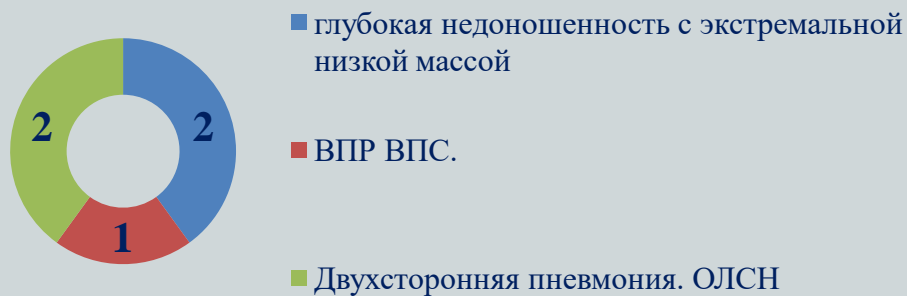 глубокая недоношенность с экстремальной
низкой массой
2
2
ВПР ВПС.
1
Двухсторонняя пневмония. ОЛСН